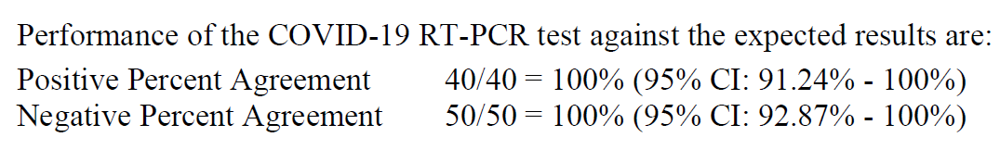 Performance of the COVID-19 RT-PCR test against the expected results are:
Positive Percent Agreement 40/40 = 100% (95% CI: 91.24% - 100%)
Negative Percent Agreement 50/50 = 100% (95% CI: 92.87% - 100%)